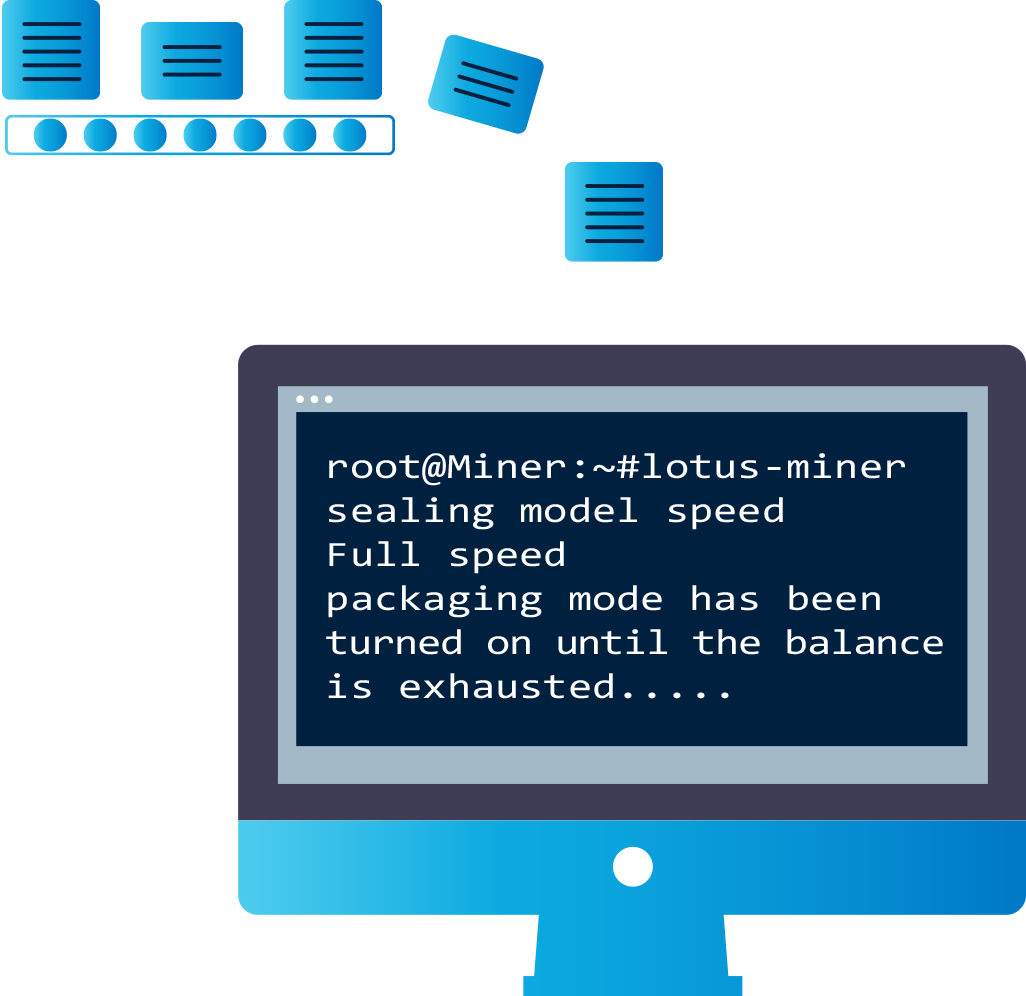 root@Miner:~#lotus-miner
sealing model speed
Full speed
packaging mode has been
turned on until the balance
is exhausted.....